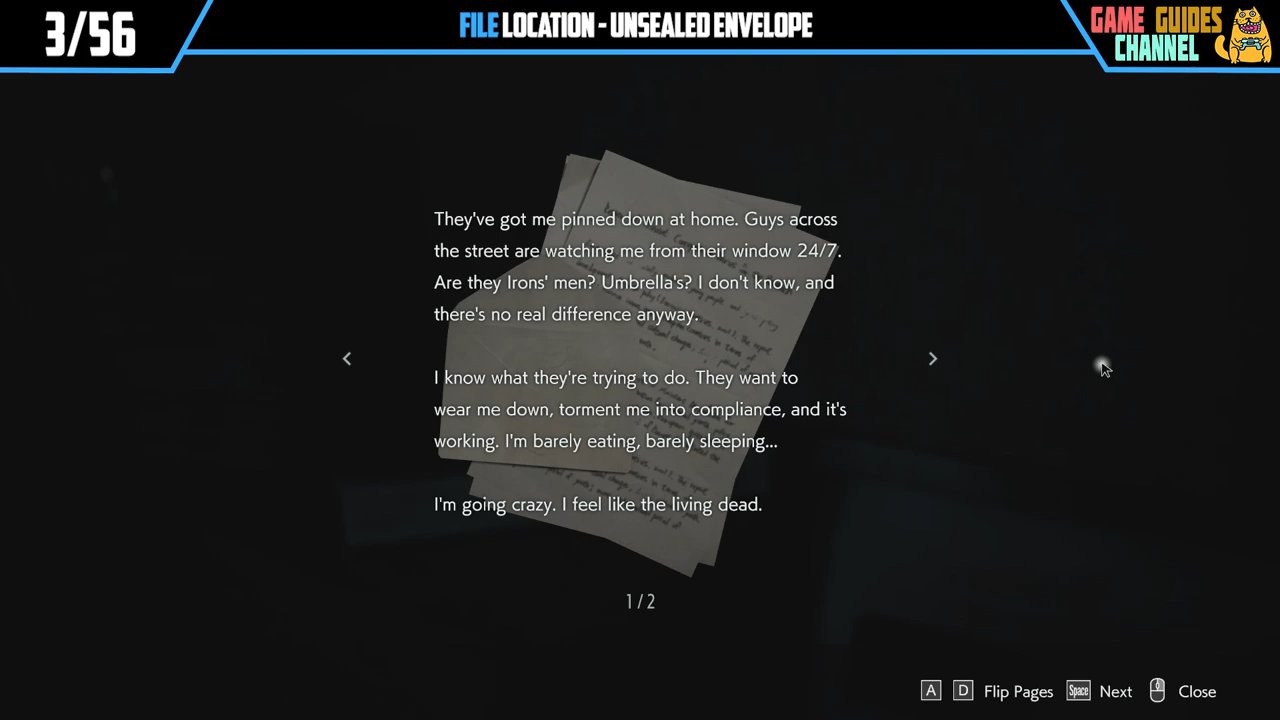 3/56
FILE LOCATION - UNSEALED ENVELOPE
GAME GUIDES
CHANNEL
They've got me pinned down at home. Guys across
the street are watching me from their window 24/7.
Are they Irons' men? Umbrella's? I don't know, and
there's no real difference anyway.
I know what they're trying to do. They want to
wear me down, torment me into compliance, and it's
working. I'm barely eating, barely sleeping...
I'm going crazy. I feel like the living dead.
1 / 2
A D Flip Pages Space Next Close